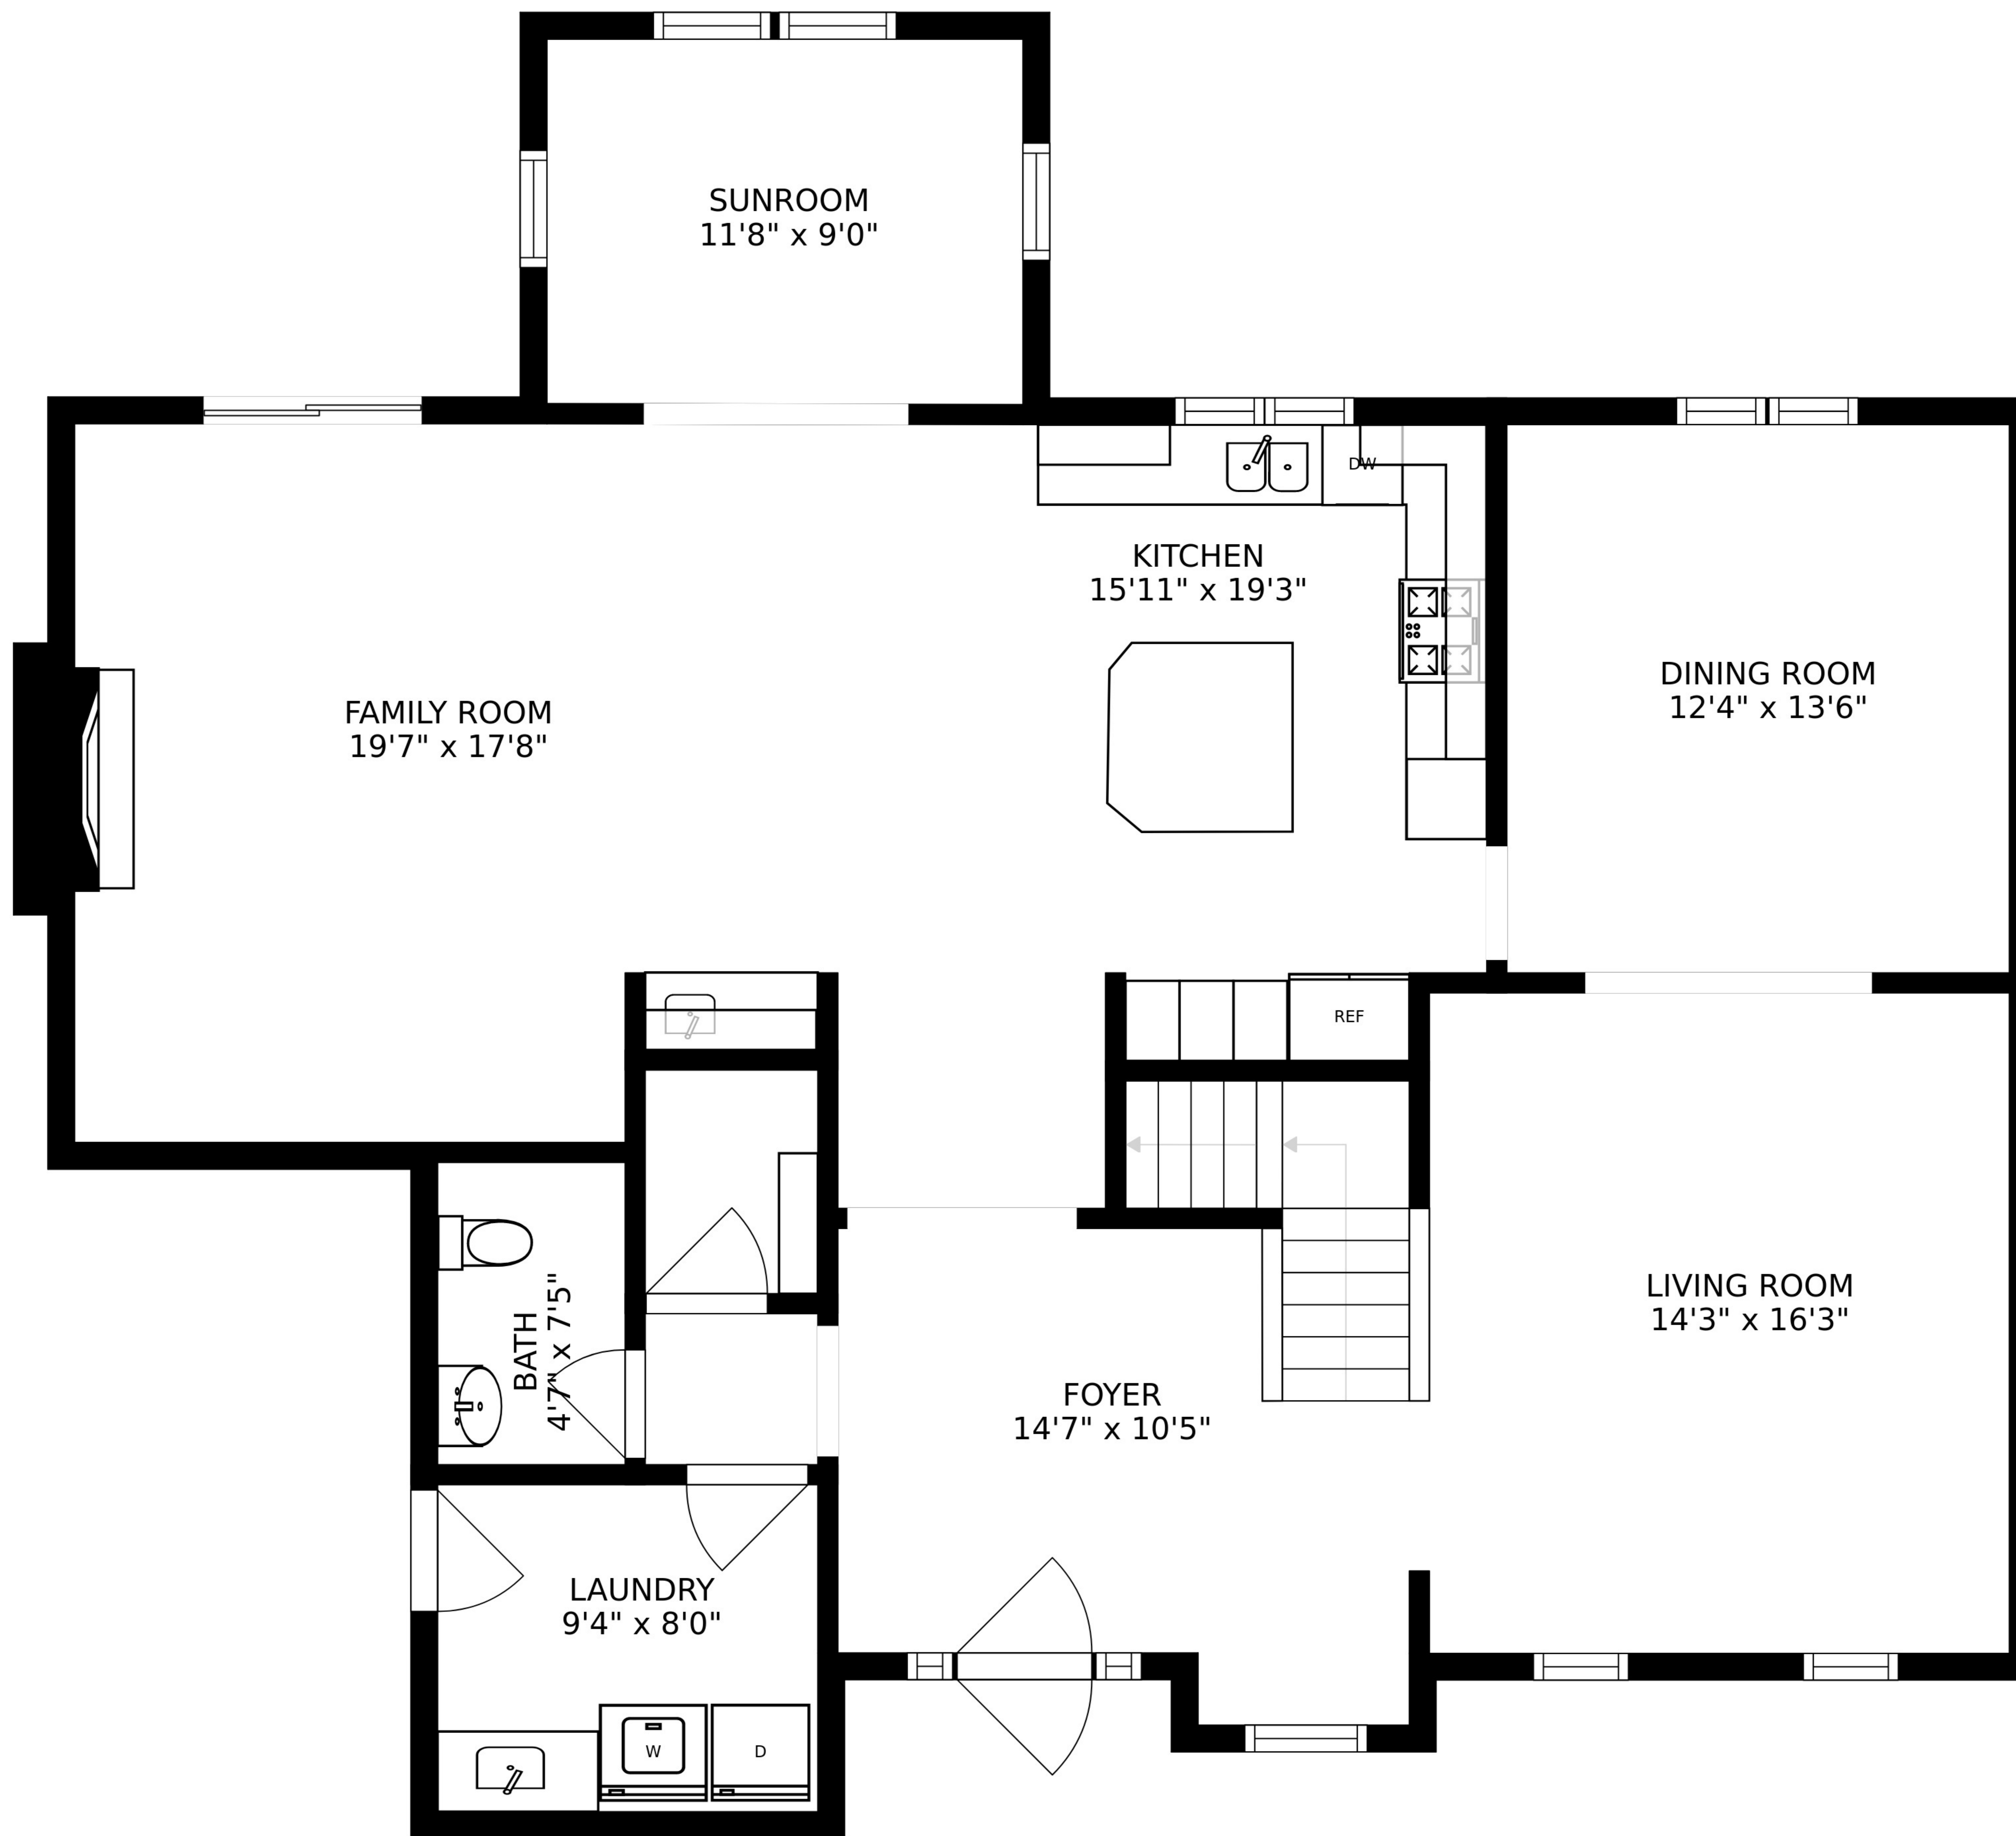 SUNROOM
11'8" x 9'0"
DW
KITCHEN
15'11" x 19'3"
DINING ROOM
12'4" x 13'6"
FAMILY ROOM
19'7" x 17'8"
REF
LIVING ROOM
14'3" x 16'3"
BATH
4'7" x 7'5"
FOYER
14'7" x 10'5"
LAUNDRY
9'4" x 8'0"
W
D